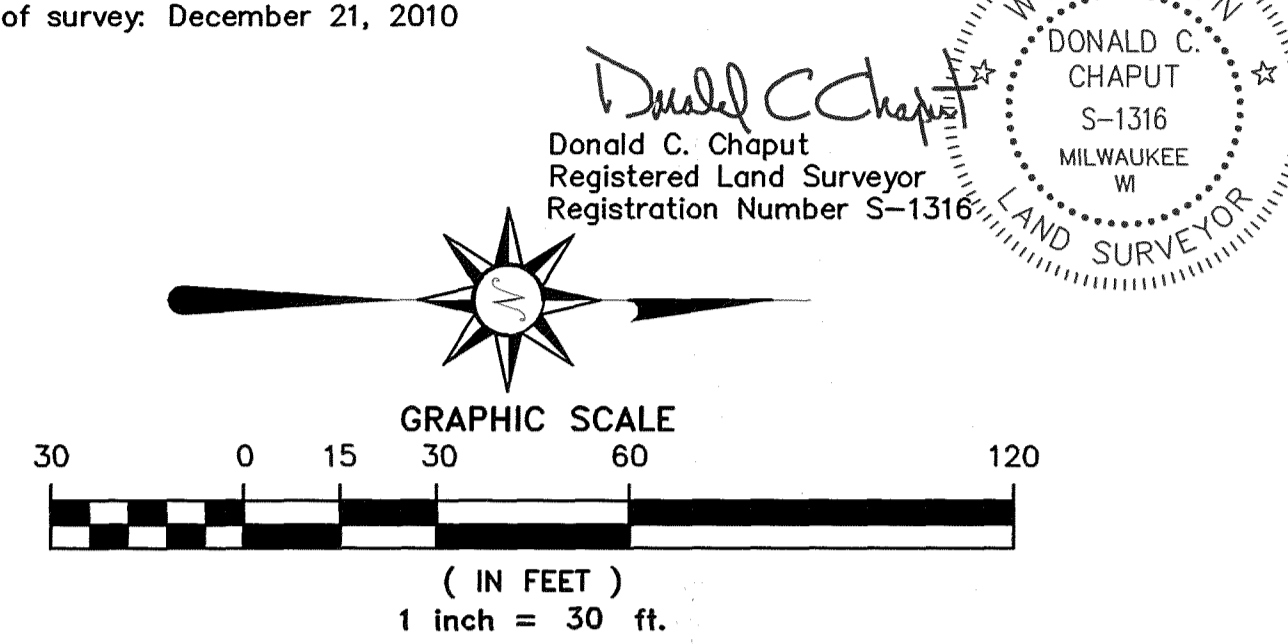 of survey: December 21, 2010
Donald C Chaput
Donald C. Chaput
Registered Land Surveyor
Registration Number S-1316
DONALD C.
CHAPUT
S-1316
MILWAUKEE
WI
LAND SURVEYOR
N
GRAPHIC SCALE
30 0 15 30 60 120
( IN FEET )
1 inch = 30 ft.